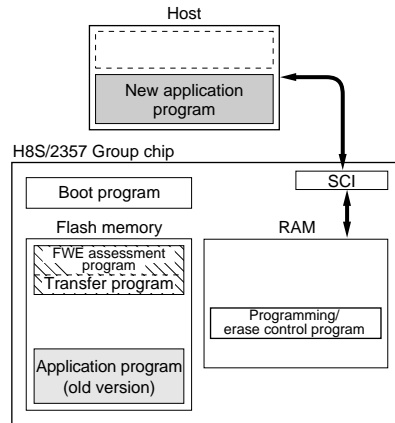 Host
New application
program
H8S/2357 Group chip
SCI
Boot program
Flash memory
RAM
FWE assessment
program
Transfer program
Programming/
erase control program
Application program
(old version)